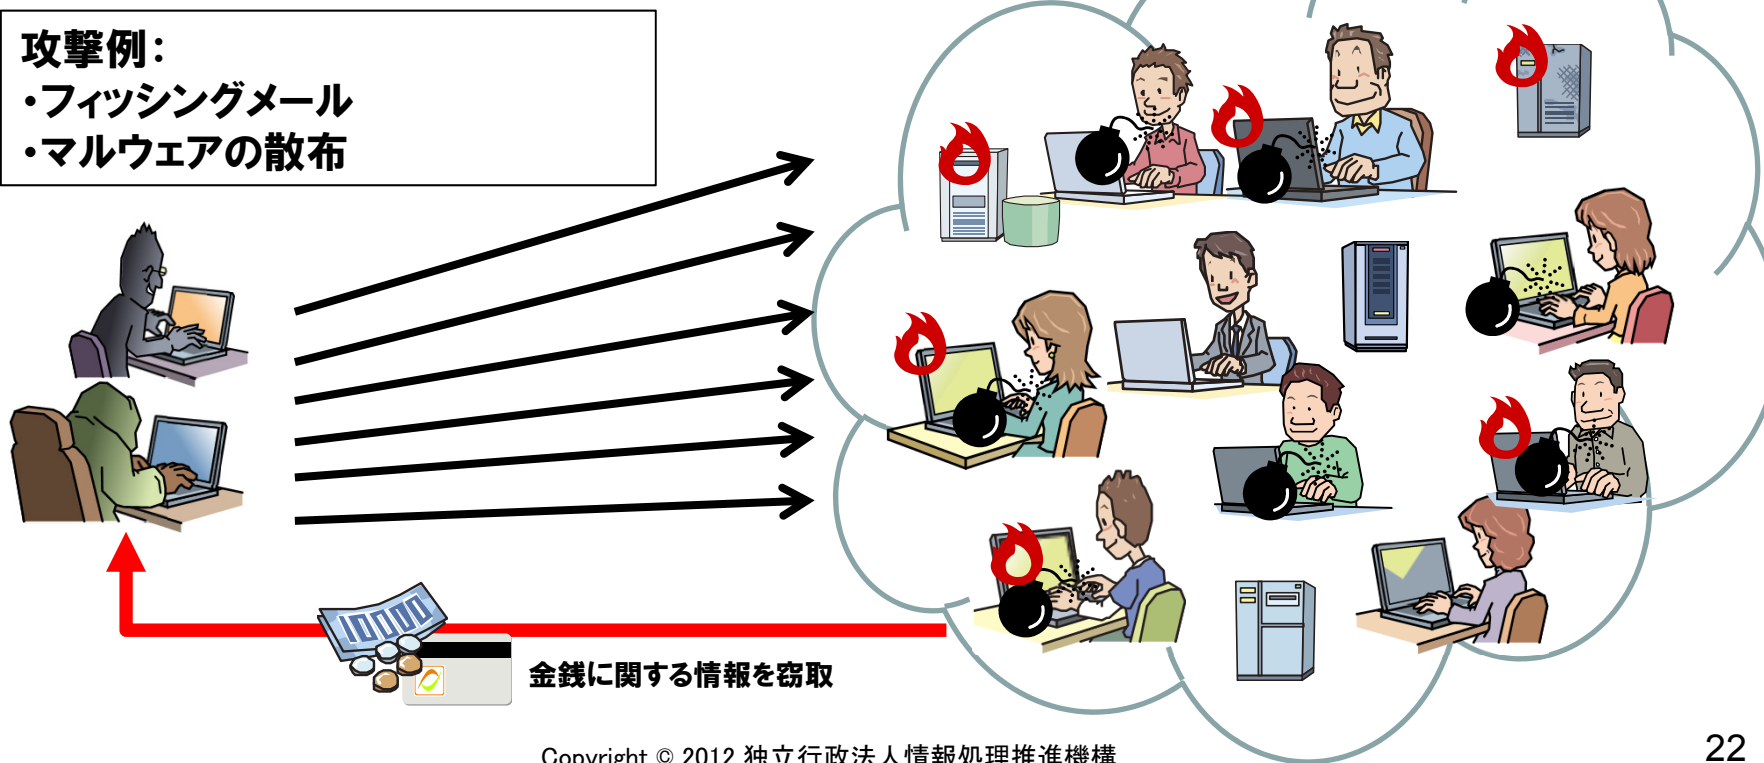 攻撃例：
・フィッシングメール
・マルウェアの散布
10000
金銭に関する情報を窃取
Copyright © 2012 独立行政法人情報処理推進機構
22